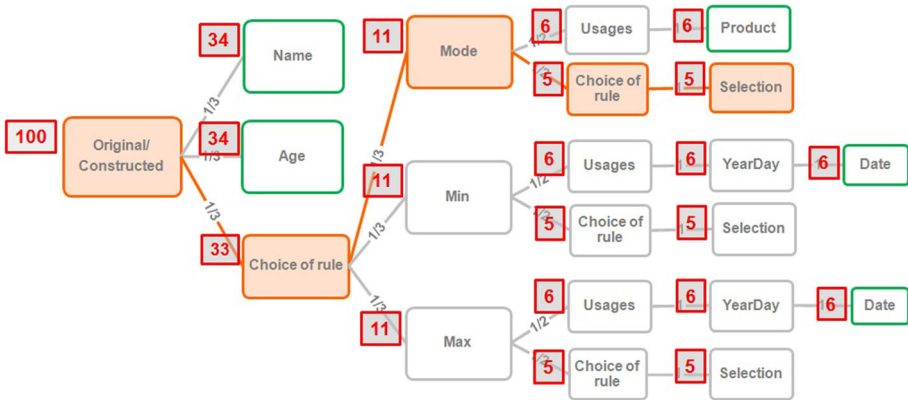 34
Name
11
Mode
6
1/2
Usages
6
Product
5
Choice of
rule
5
Selection
100
Original/
Constructed
1/3
34
1/3
Age
1/3
33
Choice of rule
1/3
11
1/3
Min
6
1/2
Usages
6
YearDay
6
Date
5
Choice of
rule
5
Selection
1/3
11
Max
6
1/2
Usages
6
YearDay
6
Date
5
Choice of
rule
5
Selection